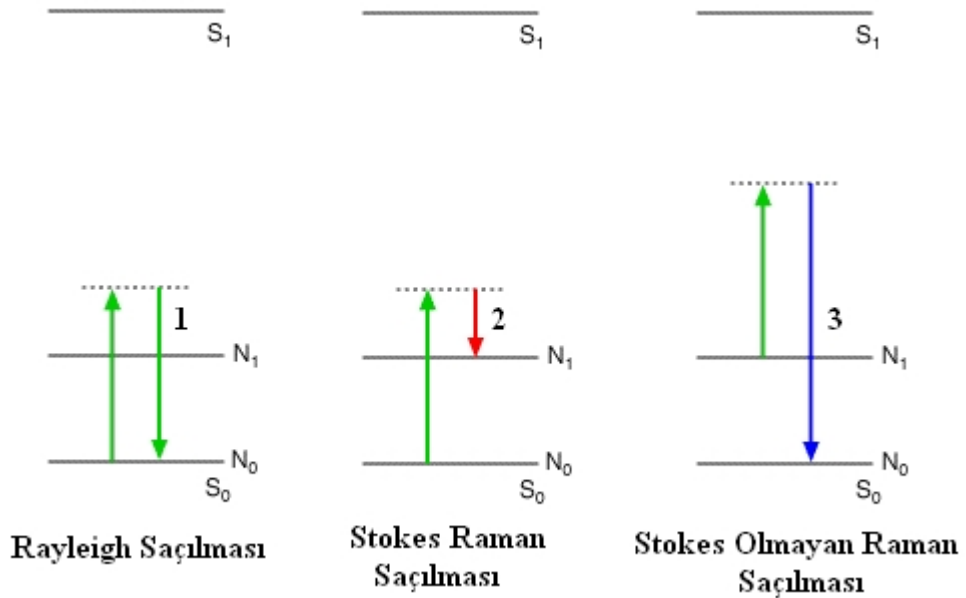 S₁
S₁
S₁
1
2
3
N₁
N₁
N₁
N₀
N₀
N₀
S₀
S₀
S₀
Rayleigh Saçılması
Stokes Raman
Saçılması
Stokes Olmayan Raman
Saçılması